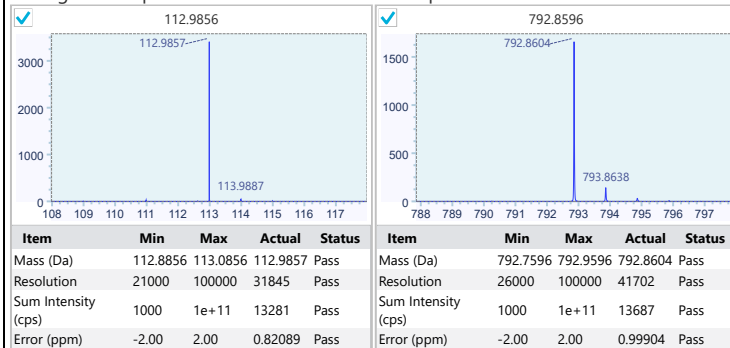 112.9856
112.9857
3000
2000
1000
0
113.9887
108 109 110 111 112 113 114 115 116 117
Item Min Max Actual Status
Mass (Da) 112.8856 113.0856 112.9857 Pass
Resolution 21000 100000 31845 Pass
Sum Intensity
(cps) 1000 1e+11 13281 Pass
Error (ppm) -2.00 2.00 0.82089 Pass
792.8596
792.8604
1500
1000
500
0
793.8638
788 789 790 791 792 793 794 795 796 797
Item Min Max Actual Status
Mass (Da) 792.7596 792.9596 792.8604 Pass
Resolution 26000 100000 41702 Pass
Sum Intensity
(cps) 1000 1e+11 13687 Pass
Error (ppm) -2.00 2.00 0.99904 Pass